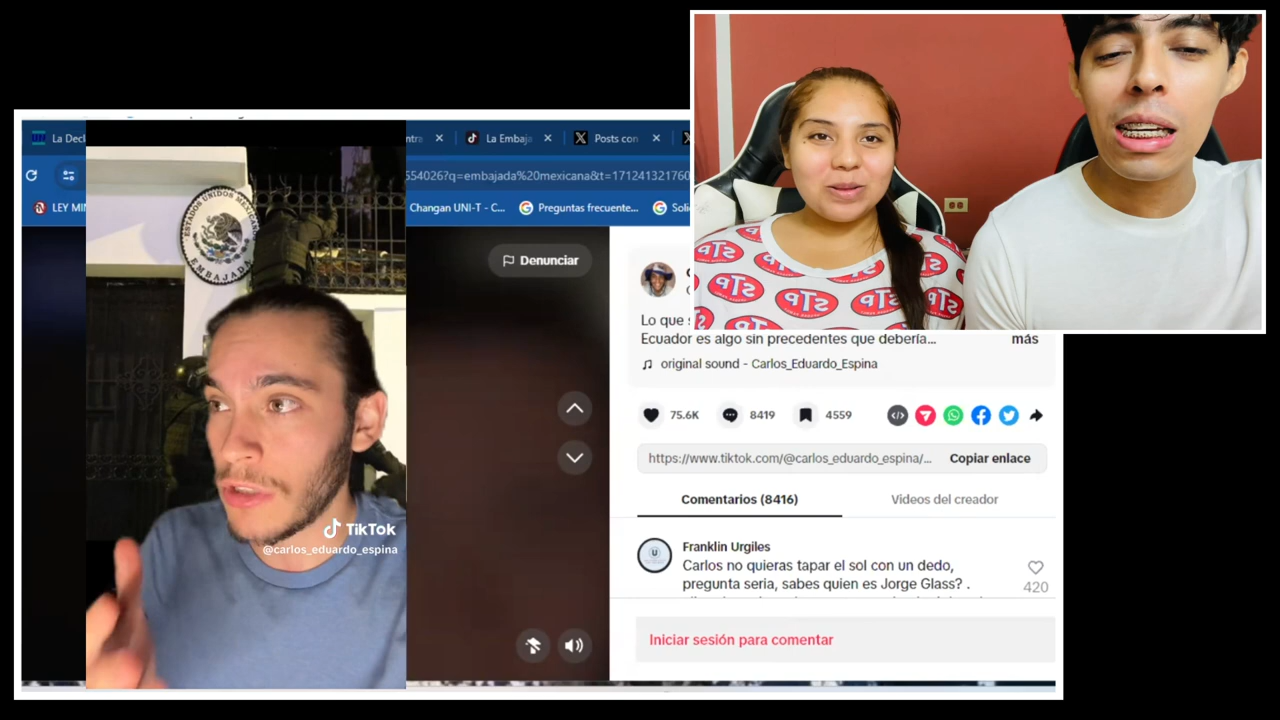 La Decl
ntra
La Emba
Posts con
554026?q=embajada%20mexicana&t=171241321760
LEY MI
Changan UNI-T - C...
Preguntas frecuente...
Soli
ESTADOS UNIDOS MEXICANOS
EMBAJADA
STP
STP
STP
STP
STP
Denunciar
Lo que s
Ecuador es algo sin precedentes que debería...
más
original sound - Carlos_Eduardo_Espina
75.6K
8419
4559
https://www.tiktok.com/@carlos_eduardo_espina/...
Copiar enlace
Comentarios (8416)
Videos del creador
TikTok
@carlos_eduardo_espina
Franklin Urgiles
Carlos no quieras tapar el sol con un dedo,
pregunta seria, sabes quien es Jorge Glass? .
420
Iniciar sesión para comentar